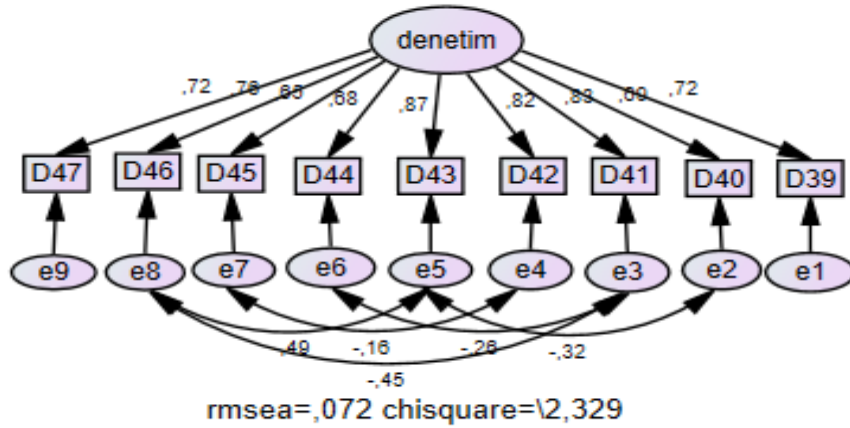 denetim
,72 ,76 ,65 ,68 ,87 ,82 ,83 ,69 ,72
D47 D46 D45 D44 D43 D42 D41 D40 D39
e9 e8 e7 e6 e5 e4 e3 e2 e1
-,49 -,16 -,26 -,32
-,45
rmsea=,072 chisquare=\2,329